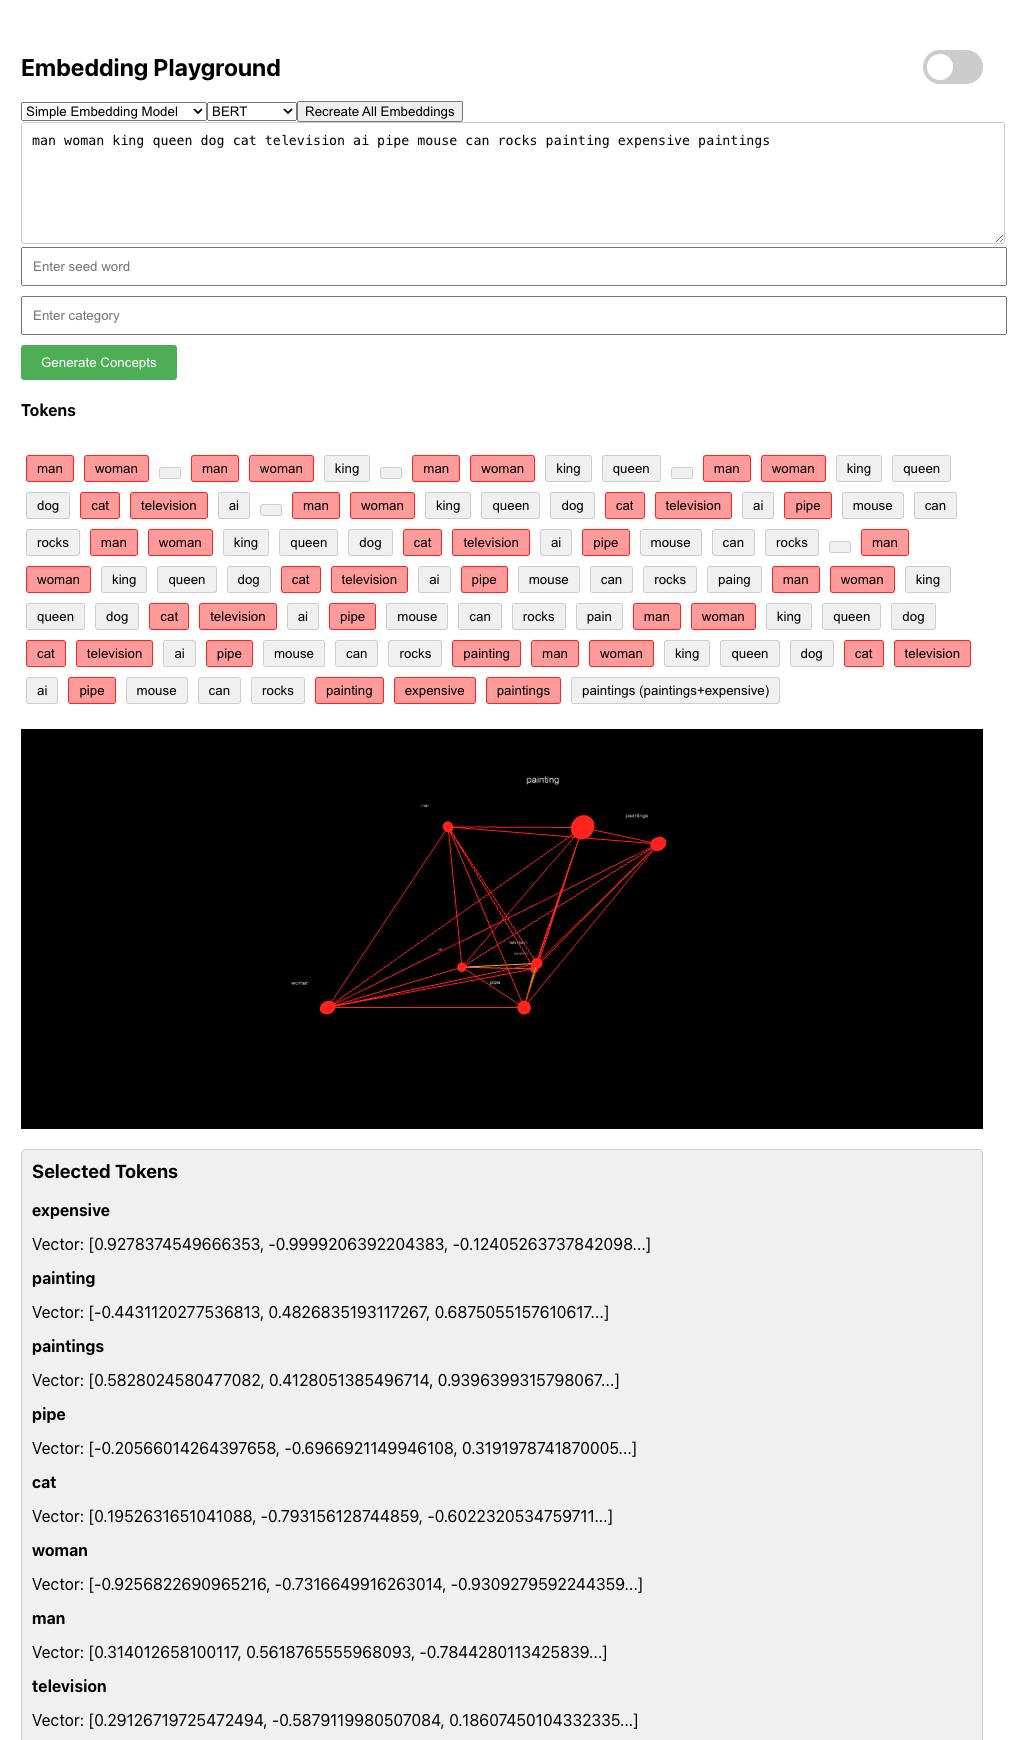 Embedding Playground
Simple Embedding Model BERT Recreate All Embeddings
man woman king queen dog cat television ai pipe mouse can rocks painting expensive paintings
Enter seed word
Enter category
Generate Concepts
Tokens
man woman man woman king man woman king queen man woman king queen
dog cat television ai man woman king queen dog cat television ai pipe mouse can
rocks man woman king queen dog cat television ai pipe mouse can rocks man
woman king queen dog cat television ai pipe mouse can rocks paing man woman king
queen dog cat television ai pipe mouse can rocks pain man woman king queen dog
cat television ai pipe mouse can rocks painting man woman king queen dog cat television
ai pipe mouse can rocks painting expensive paintings paintings (paintings+expensive)
painting
man
paintings
television
woman
pipe
Selected Tokens
expensive
Vector: [0.9278374549666353, -0.9999206392204383, -0.12405263737842098...]
painting
Vector: [-0.4431120277536813, 0.4826835193117267, 0.6875055157610617...]
paintings
Vector: [0.5828024580477082, 0.4128051385496714, 0.9396399315798067...]
pipe
Vector: [-0.20566014264397658, -0.6966921149946108, 0.3191978741870005...]
cat
Vector: [0.1952631651041088, -0.793156128744859, -0.6022320534759711...]
woman
Vector: [-0.9256822690965216, -0.7316649916263014, -0.9309279592244359...]
man
Vector: [0.314012658100117, 0.5618765555968093, -0.7844280113425839...]
television
Vector: [0.29126719725472494, -0.5879119980507084, 0.18607450104332335...]